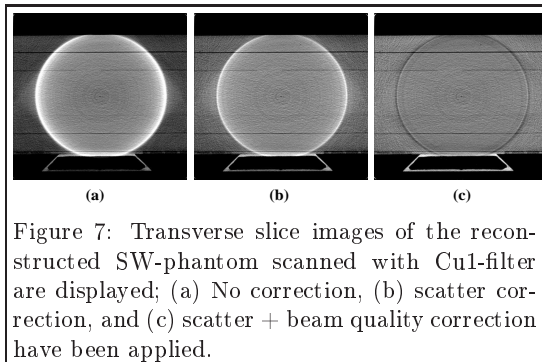 (a)
(b)
(c)
Figure 7: Transverse slice images of the recon-
structed SW-phantom scanned with Cu1-filter
are displayed; (a) No correction, (b) scatter cor-
rection, and (c) scatter + beam quality correction
have been applied.